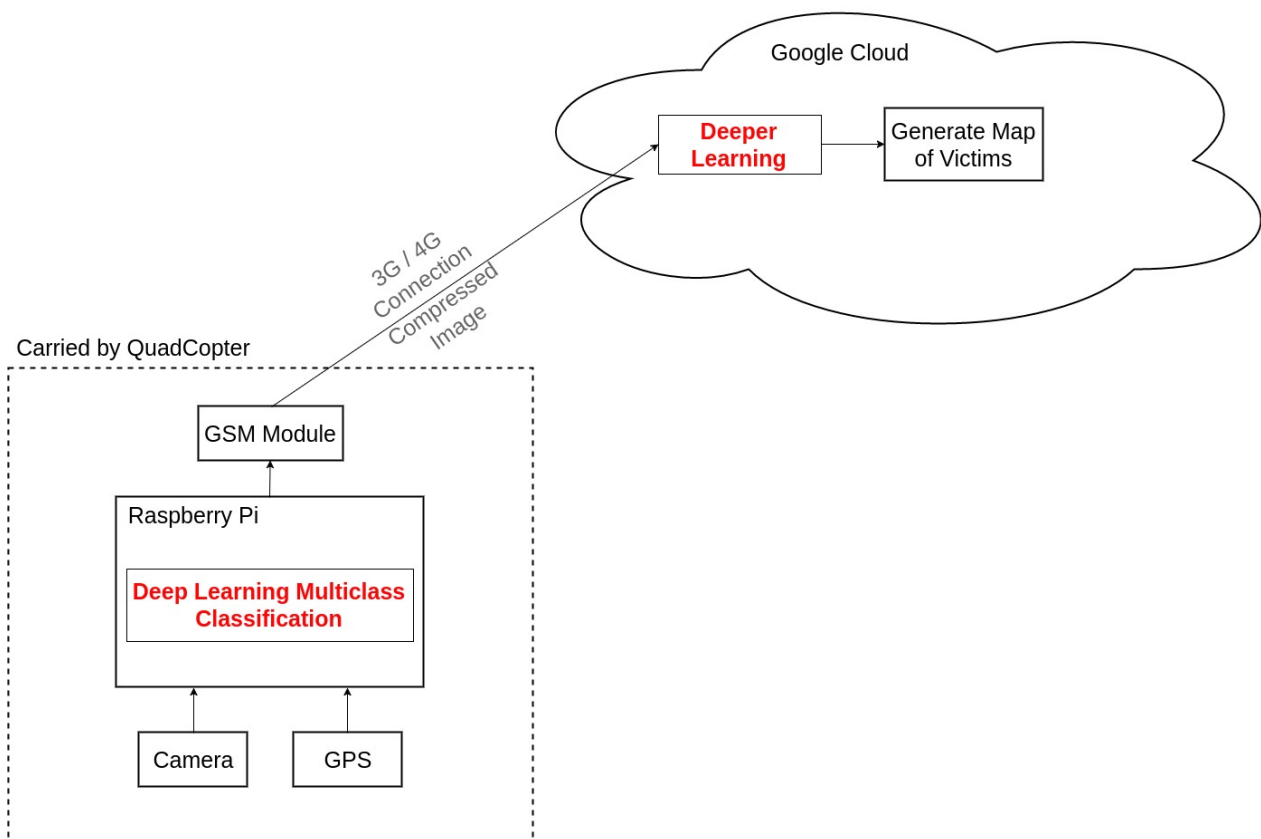 Google Cloud
Deeper
Learning
Generate Map
of Victims
3G / 4G
Connection
Compressed
Image
Carried by QuadCopter
GSM Module
Raspberry Pi
Deep Learning Multiclass
Classification
Camera
GPS